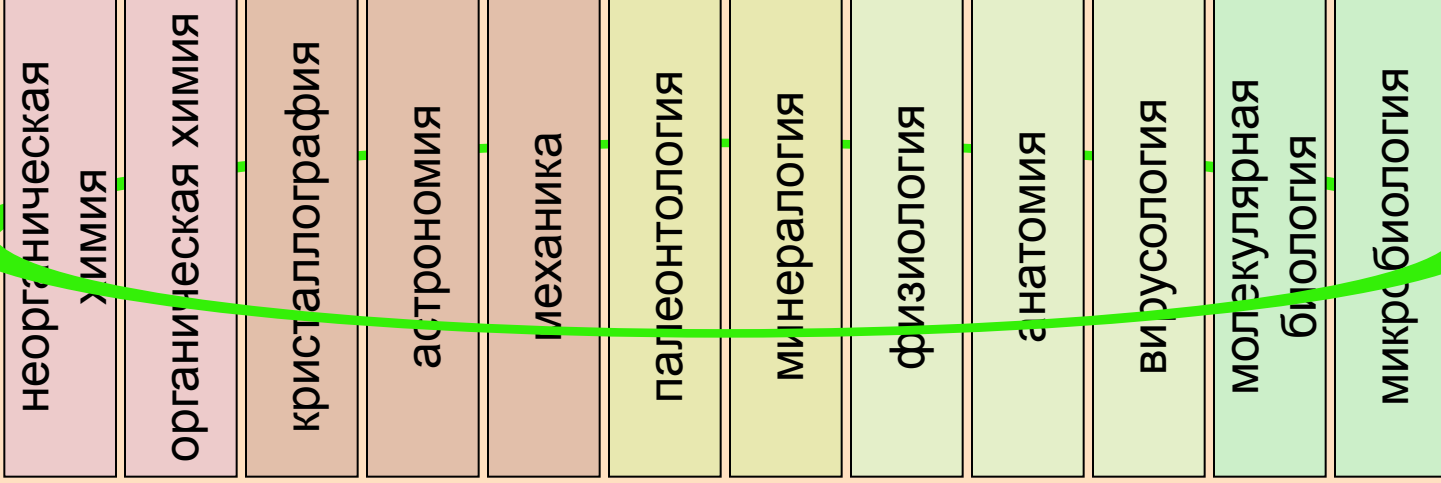 неорганическая
химия
органическая химия
кристаллография
астрономия
механика
палеонтология
минералогия
физиология
анатомия
вирусология
молекулярная
биология
микробиология